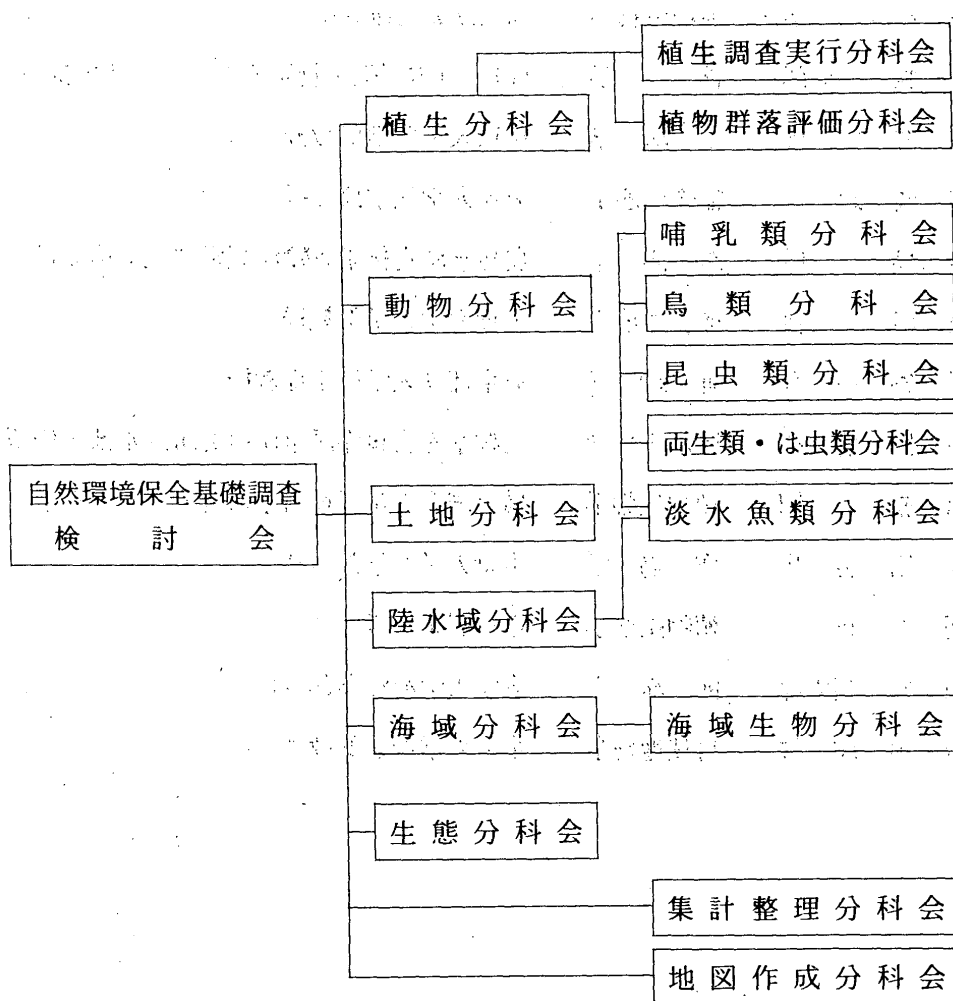 植生調査実行分科会
植生分科会
植物群落評価分科会
哺乳類分科会
動物分科会
鳥類分科会
昆虫類分科会
両生類・は虫類分科会
自然環境保全基礎調査
検討会
土地分科会
淡水魚類分科会
陸水域分科会
海域分科会
海域生物分科会
生態分科会
集計整理分科会
地図作成分科会